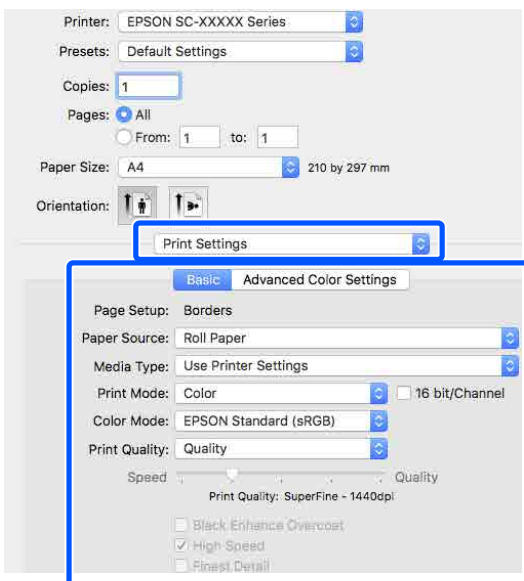 Printer: EPSON SC-XXXXX Series
Presets: Default Settings
Copies: 1
Pages: All
From: 1 to: 1
Paper Size: A4 210 by 297 mm
Orientation:
Print Settings
Basic Advanced Color Settings
Page Setup: Borders
Paper Source: Roll Paper
Media Type: Use Printer Settings
Print Mode: Color 16 bit/Channel
Color Mode: EPSON Standard (sRGB)
Print Quality: Quality
Speed Quality
Print Quality: SuperFine - 1440dpi
Black Enhance Overcoat
High Speed
Finest Detail